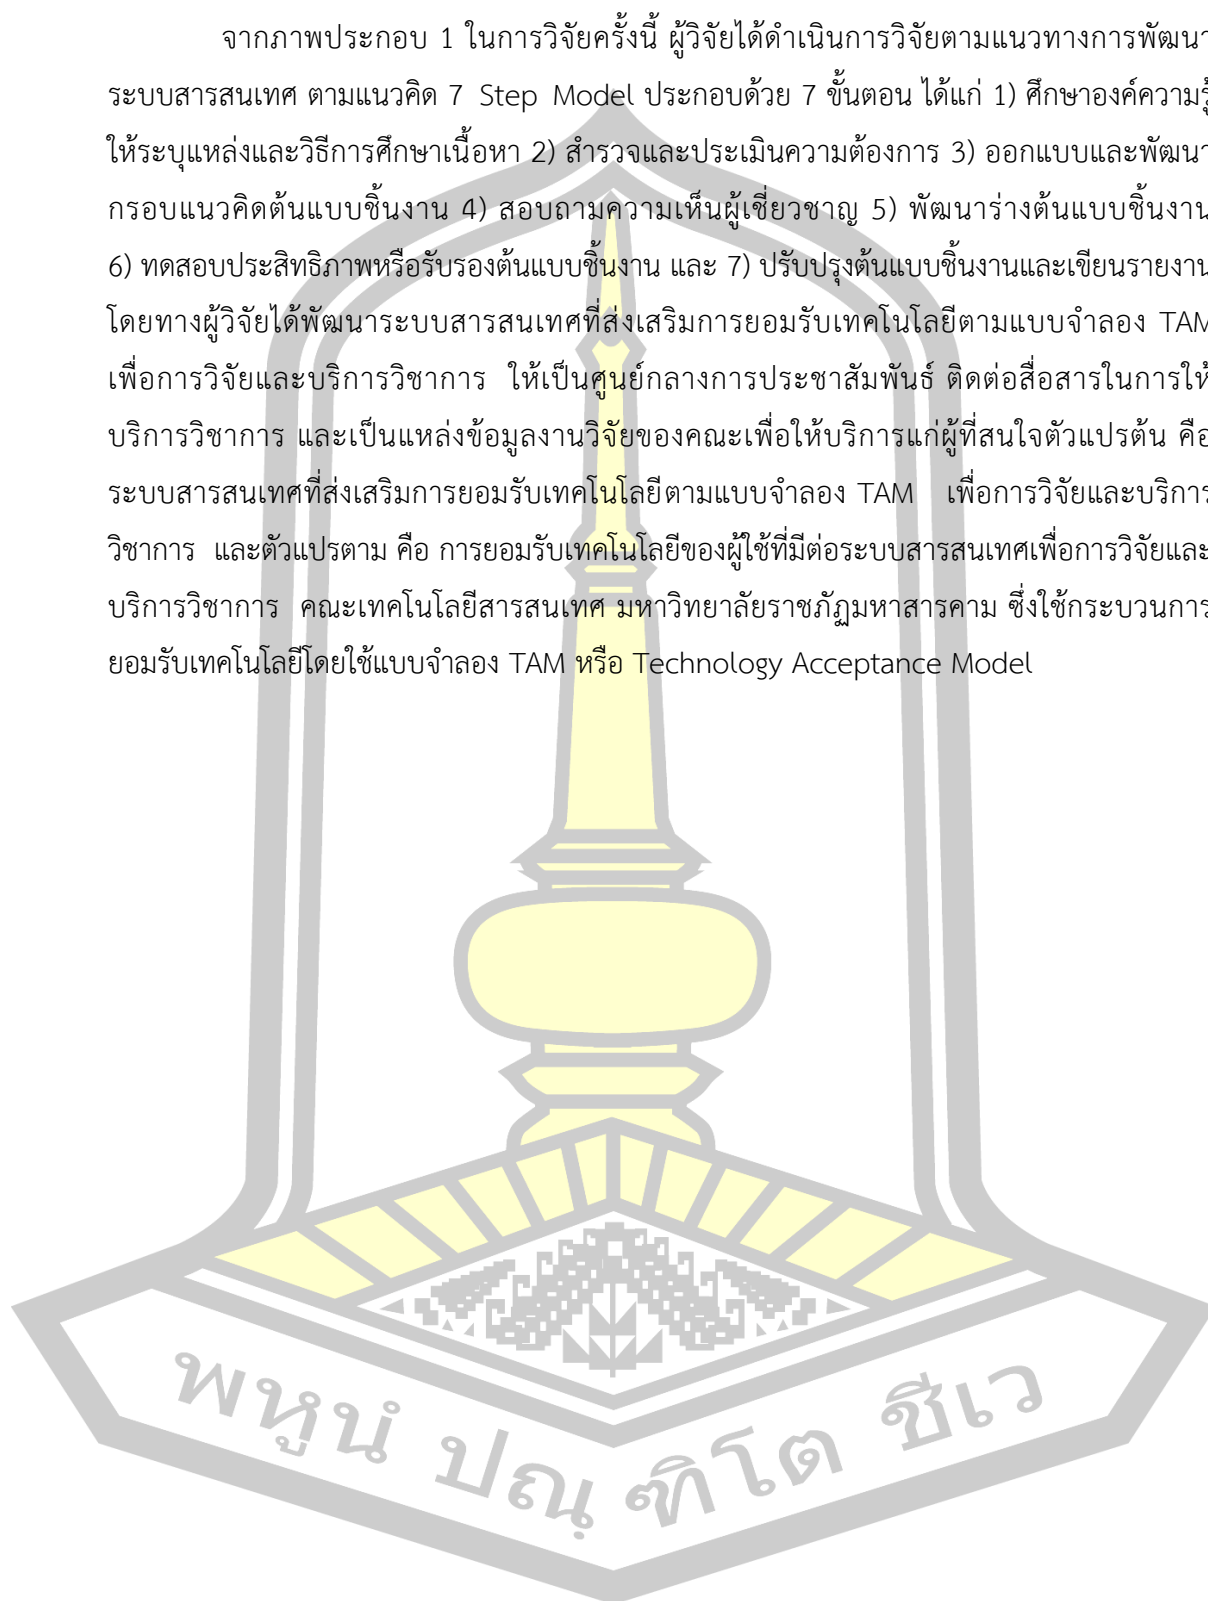 จากภาพประกอบ 1 ในการวิจัยครั้งนี้ ผู้วิจัยได้ดำเนินการวิจัยตามแนวทางการพัฒนา
ระบบสารสนเทศ ตามแนวคิด 7 Step Model ประกอบด้วย 7 ขั้นตอน ได้แก่ 1) ศึกษาองค์ความรู้
ให้ระบุแหล่งและวิธีการศึกษาเนื้อหา 2) สำรวจและประเมินความต้องการ 3) ออกแบบและพัฒนา
กรอบแนวคิดต้นแบบชิ้นงาน 4) สอบถามความเห็นผู้เชี่ยวชาญ 5) พัฒนาร่างต้นแบบชิ้นงาน
6) ทดสอบประสิทธิภาพหรือรับรองต้นแบบชิ้นงาน และ 7) ปรับปรุงต้นแบบชิ้นงานและเขียนรายงาน
โดยทางผู้วิจัยได้พัฒนาระบบสารสนเทศที่ส่งเสริมการยอมรับเทคโนโลยีตามแบบจำลอง TAM
เพื่อการวิจัยและบริการวิชาการ ให้เป็นศูนย์กลางการประชาสัมพันธ์ ติดต่อสื่อสารในการให้
บริการวิชาการ และเป็นแหล่งข้อมูลงานวิจัยของคณะเพื่อให้บริการแก่ผู้ที่สนใจตัวแปรต้น คือ
ระบบสารสนเทศที่ส่งเสริมการยอมรับเทคโนโลยีตามแบบจำลอง TAM เพื่อการวิจัยและบริการ
วิชาการ และตัวแปรตาม คือ การยอมรับเทคโนโลยีของผู้ใช้ที่มีต่อระบบสารสนเทศเพื่อการวิจัยและ
บริการวิชาการ คณะเทคโนโลยีสารสนเทศ มหาวิทยาลัยราชภัฏมหาสารคาม ซึ่งใช้กระบวนการ
ยอมรับเทคโนโลยีโดยใช้แบบจำลอง TAM หรือ Technology Acceptance Model
พหูนํ ปณฺ ฑิโต ชีเว